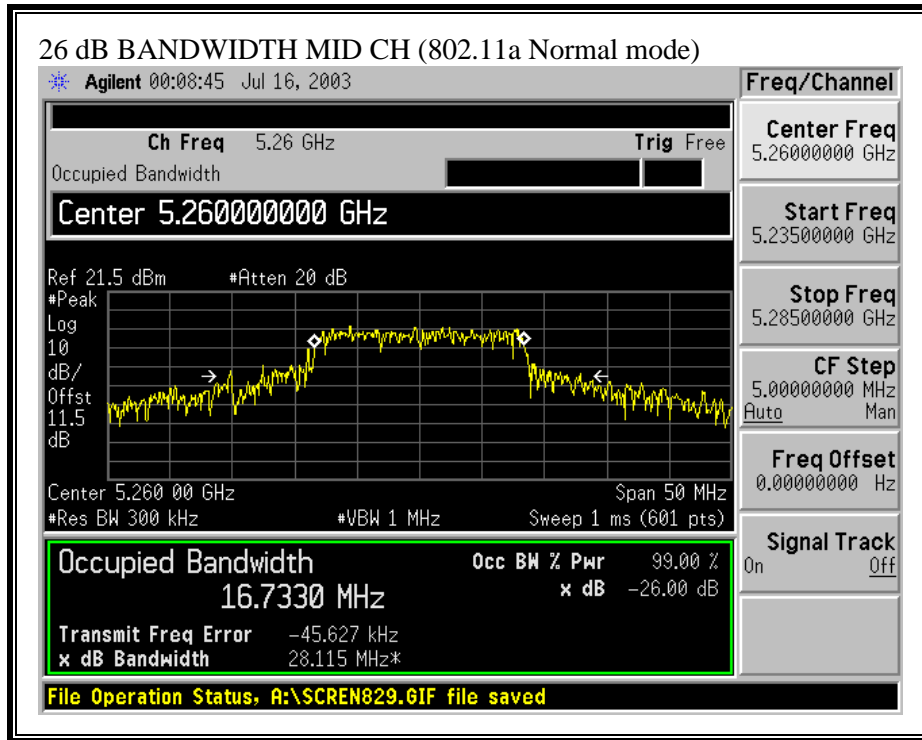 26 dB BANDWIDTH MID CH (802.11a Normal mode)
Agilent 00:08:45 Jul 16, 2003
Freq/Channel
Ch Freq 5.26 GHz Trig Free
Occupied Bandwidth
Center 5.260000000 GHz
Center Freq
5.26000000 GHz
Start Freq
5.23500000 GHz
Stop Freq
5.28500000 GHz
CF Step
5.00000000 MHz
Auto Man
Freq Offset
0.00000000 Hz
Signal Track
On Off
Ref 21.5 dBm #Atten 20 dB
#Peak
Log
10
dB/
Offst
11.5
dB
Center 5.260 00 GHz Span 50 MHz
#Res BW 300 kHz #VBW 1 MHz Sweep 1 ms (601 pts)
Occupied Bandwidth Occ BW % Pwr 99.00 %
16.7330 MHz x dB -26.00 dB
Transmit Freq Error -45.627 kHz
x dB Bandwidth 28.115 MHz*
File Operation Status, A:\SCREN829.GIF file saved